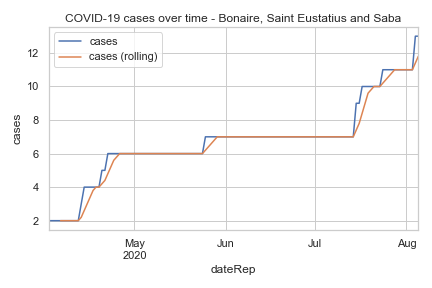 COVID-19 cases over time - Bonaire, Saint Eustatius and Saba
cases
cases (rolling)
cases
12
10
8
6
4
2
May
2020
Jun
Jul
Aug
dateRep